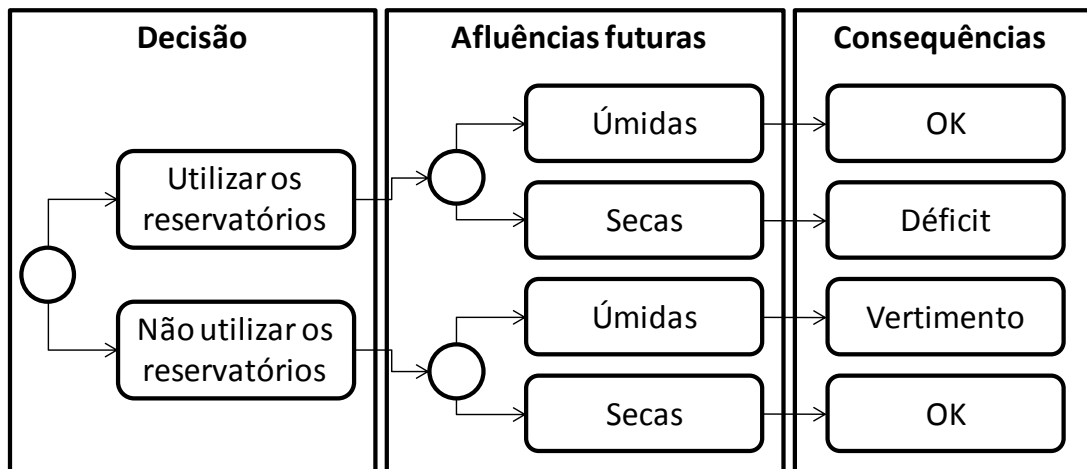 Decisão
Afluências futuras
Consequências
Utilizar os
reservatórios
Não utilizar os
reservatórios
Úmidas
Secas
Úmidas
Secas
OK
Déficit
Vertimento
OK